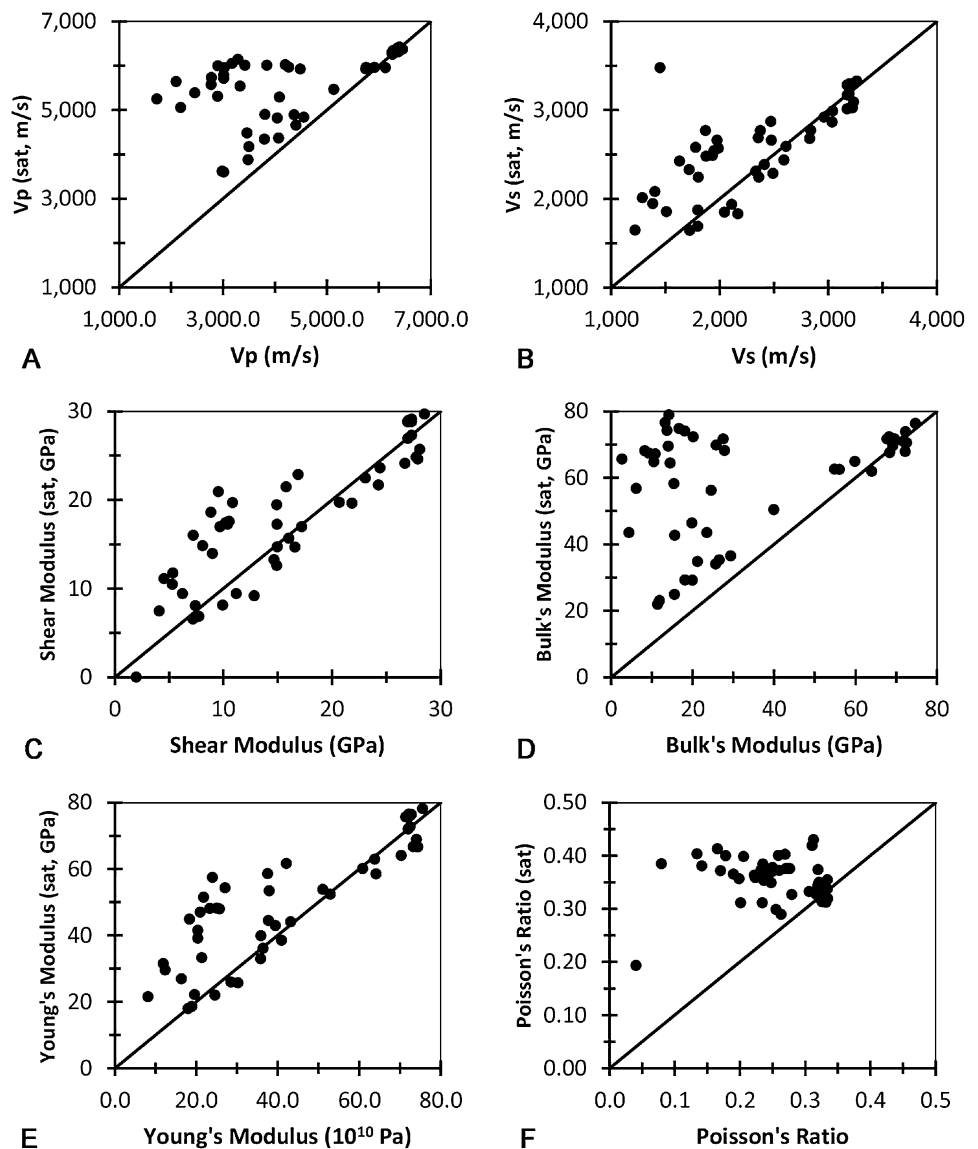 7,000
5,000
3,000
1,000
Vp (sat, m/s)
1,000.0 3,000.0 5,000.0 7,000.0
A Vp (m/s)
4,000
3,000
2,000
1,000
Vs (sat, m/s)
1,000 2,000 3,000 4,000
B Vs (m/s)
30
20
10
0
Shear Modulus (sat, GPa)
0 10 20 30
C Shear Modulus (GPa)
80
60
40
20
0
Bulk's Modulus (sat, GPa)
0 20 40 60 80
D Bulk's Modulus (GPa)
80
60
40
20
0
Young's Modulus (sat, GPa)
0.0 20.0 40.0 60.0 80.0
E Young's Modulus (10¹⁰ Pa)
0.50
0.40
0.30
0.20
0.00
Poisson's Ratio (sat)
0.0 0.1 0.2 0.3 0.4 0.5
F Poisson's Ratio